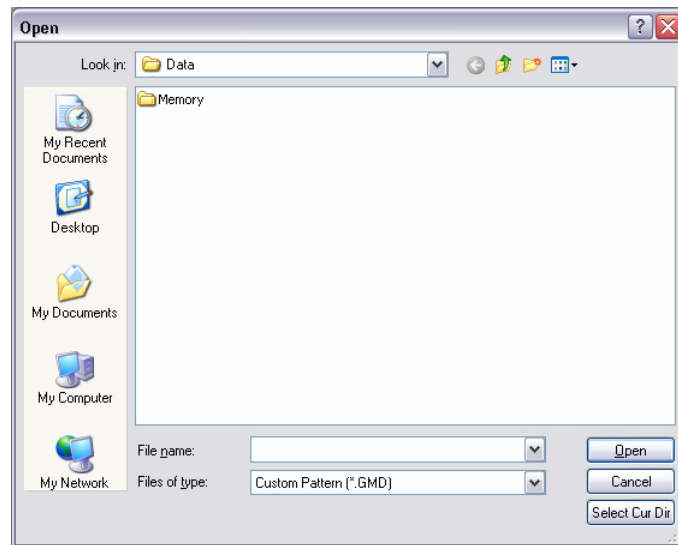 Open
Look in: Data
Memory
My Recent
Documents
Desktop
My Documents
My Computer
My Network
File name:
Files of type: Custom Pattern (*.GMD)
Open
Cancel
Select Cur Dir